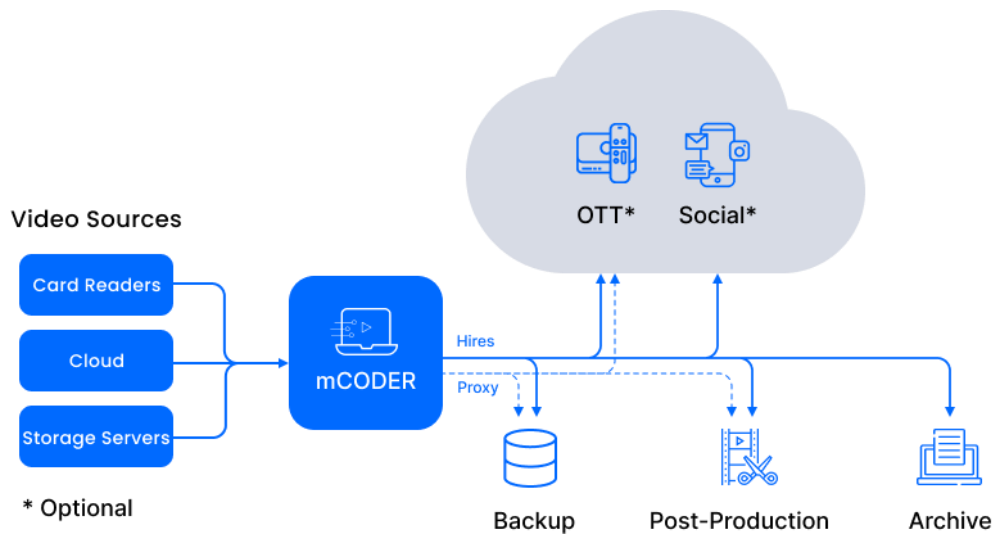 OTT*
Social*
Video Sources
Card Readers
Cloud
Storage Servers
mCODER
Hires
Proxy
* Optional
Backup
Post-Production
Archive